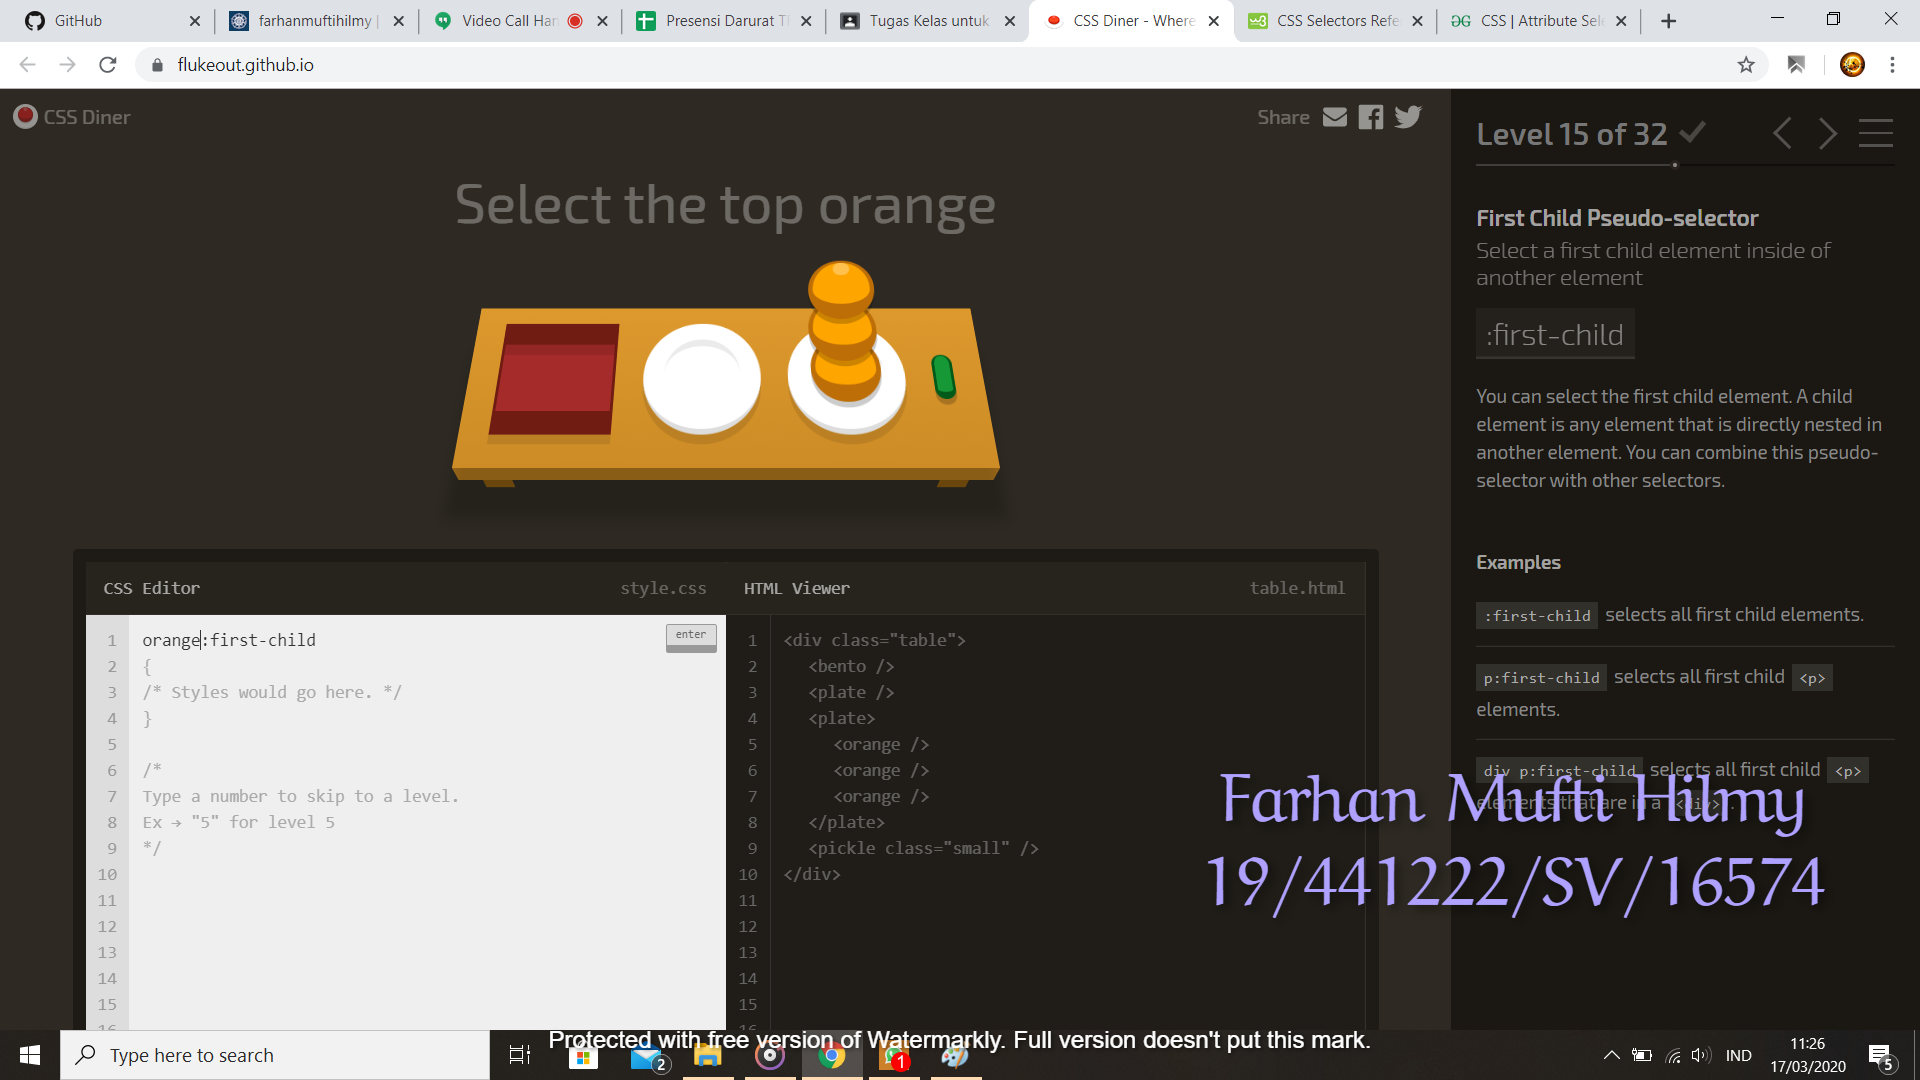 GitHub
farhanmuftihilmy |
Video Call Han
Presensi Darurat TI
Tugas Kelas untuk
CSS Diner - Where
CSS Selectors Refe
CSS | Attribute Sele
flukeout.github.io
CSS Diner
Share
Level 15 of 32
Select the top orange
First Child Pseudo-selector
Select a first child element inside of
another element
:first-child
You can select the first child element. A child
element is any element that is directly nested in
another element. You can combine this pseudo-
selector with other selectors.
Examples
:first-child selects all first child elements.
p:first-child selects all first child <p>
elements.
div p:first-child selects all first child <p>
elements that are in a <div>.
CSS Editor
style.css
1 orange:first-child
2 {
3 /* Styles would go here. */
4 }
5
6 /*
7 Type a number to skip to a level.
8 Ex → "5" for level 5
9 */
10
11
12
13
14
15
16
enter
HTML Viewer
table.html
1 <div class="table">
2 <bento />
3 <plate />
4 <plate>
5 <orange />
6 <orange />
7 <orange />
8 </plate>
9 <pickle class="small" />
10 </div>
11
12
13
14
15
16
Farhan Mufti Hilmy
19/441222/SV/16574
Protected with free version of Watermarkly. Full version doesn't put this mark.
Type here to search
2
1
IND
11:26
17/03/2020
5